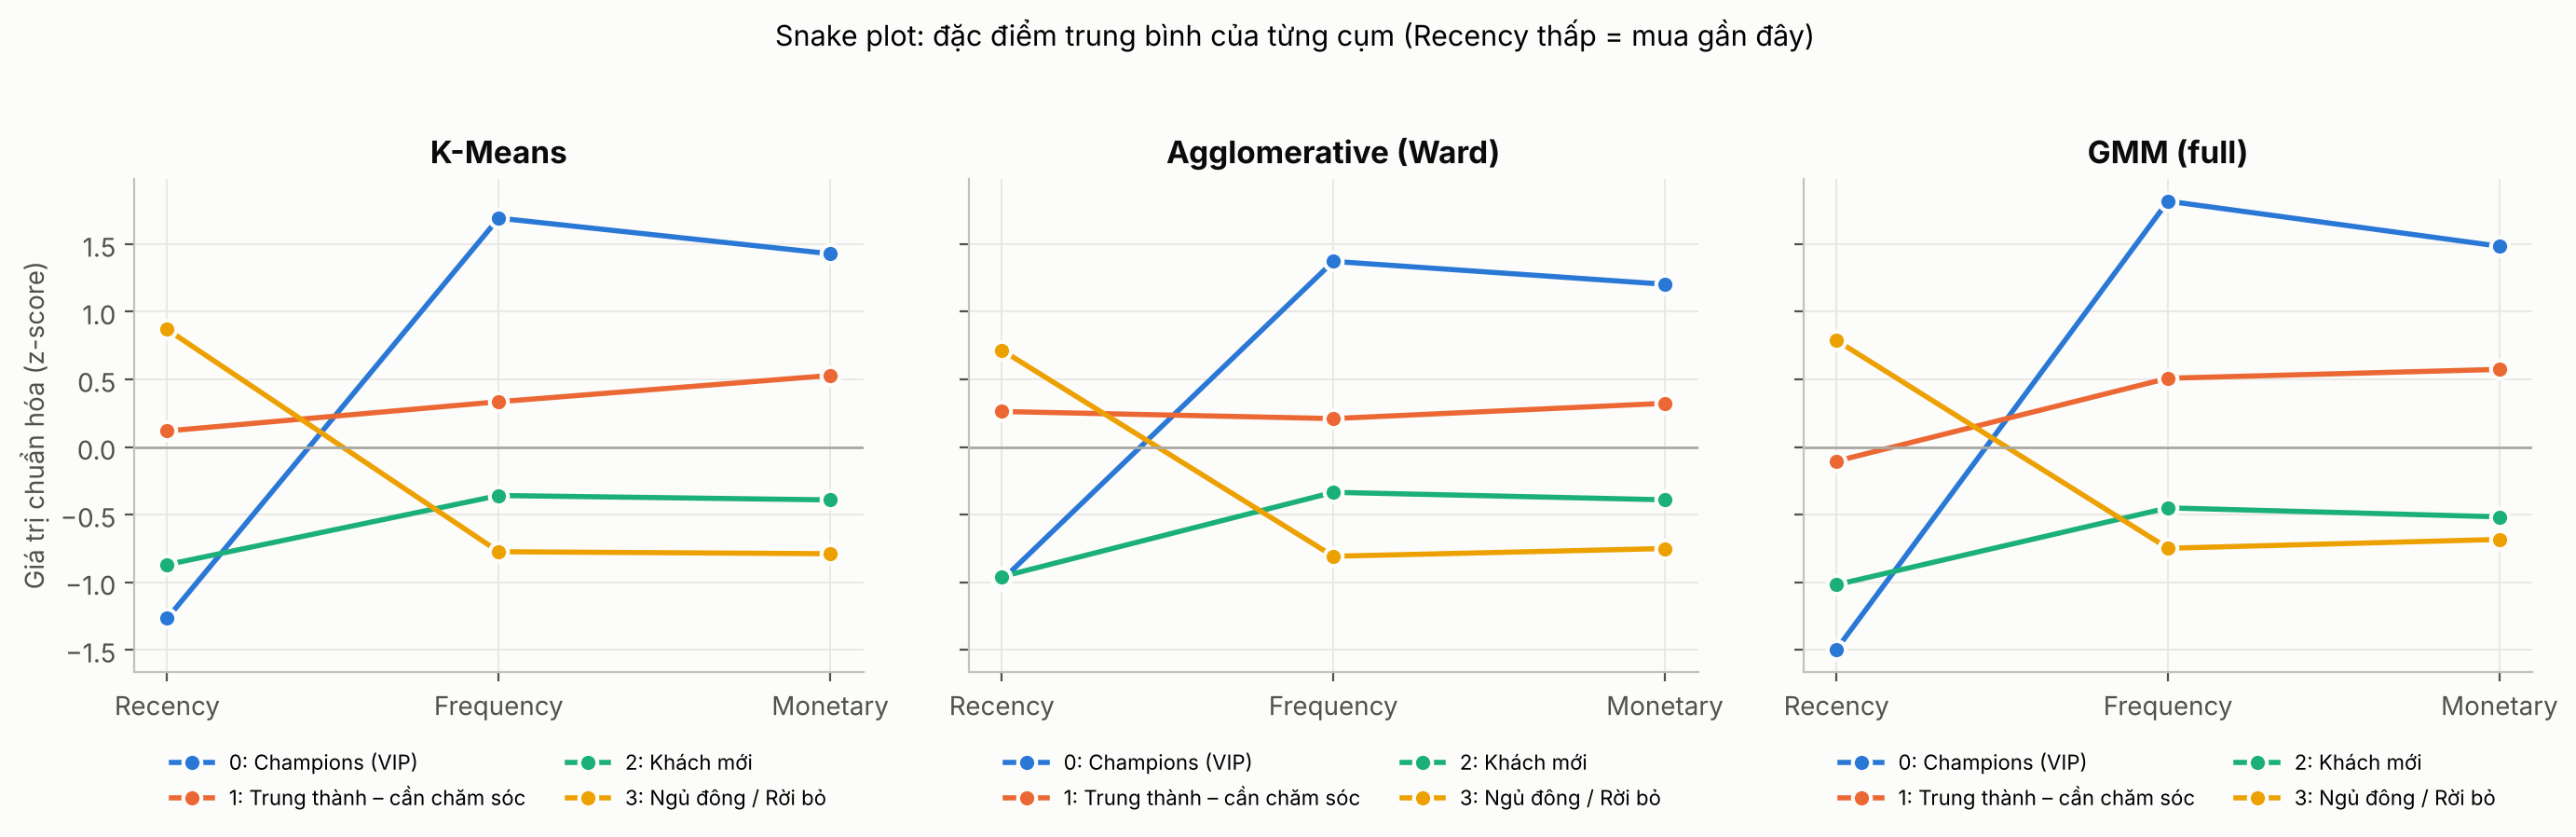 Snake plot: đặc điểm trung bình của từng cụm (Recency thấp = mua gần đây)
K-Means
Agglomerative (Ward)
GMM (full)
Giá trị chuẩn hóa (z-score)
1.5
1.0
0.5
0.0
−0.5
−1.0
−1.5
Recency Frequency Monetary
Recency Frequency Monetary
Recency Frequency Monetary
0: Champions (VIP) 2: Khách mới
1: Trung thành – cần chăm sóc 3: Ngủ đông / Rời bỏ
0: Champions (VIP) 2: Khách mới
1: Trung thành – cần chăm sóc 3: Ngủ đông / Rời bỏ
0: Champions (VIP) 2: Khách mới
1: Trung thành – cần chăm sóc 3: Ngủ đông / Rời bỏ